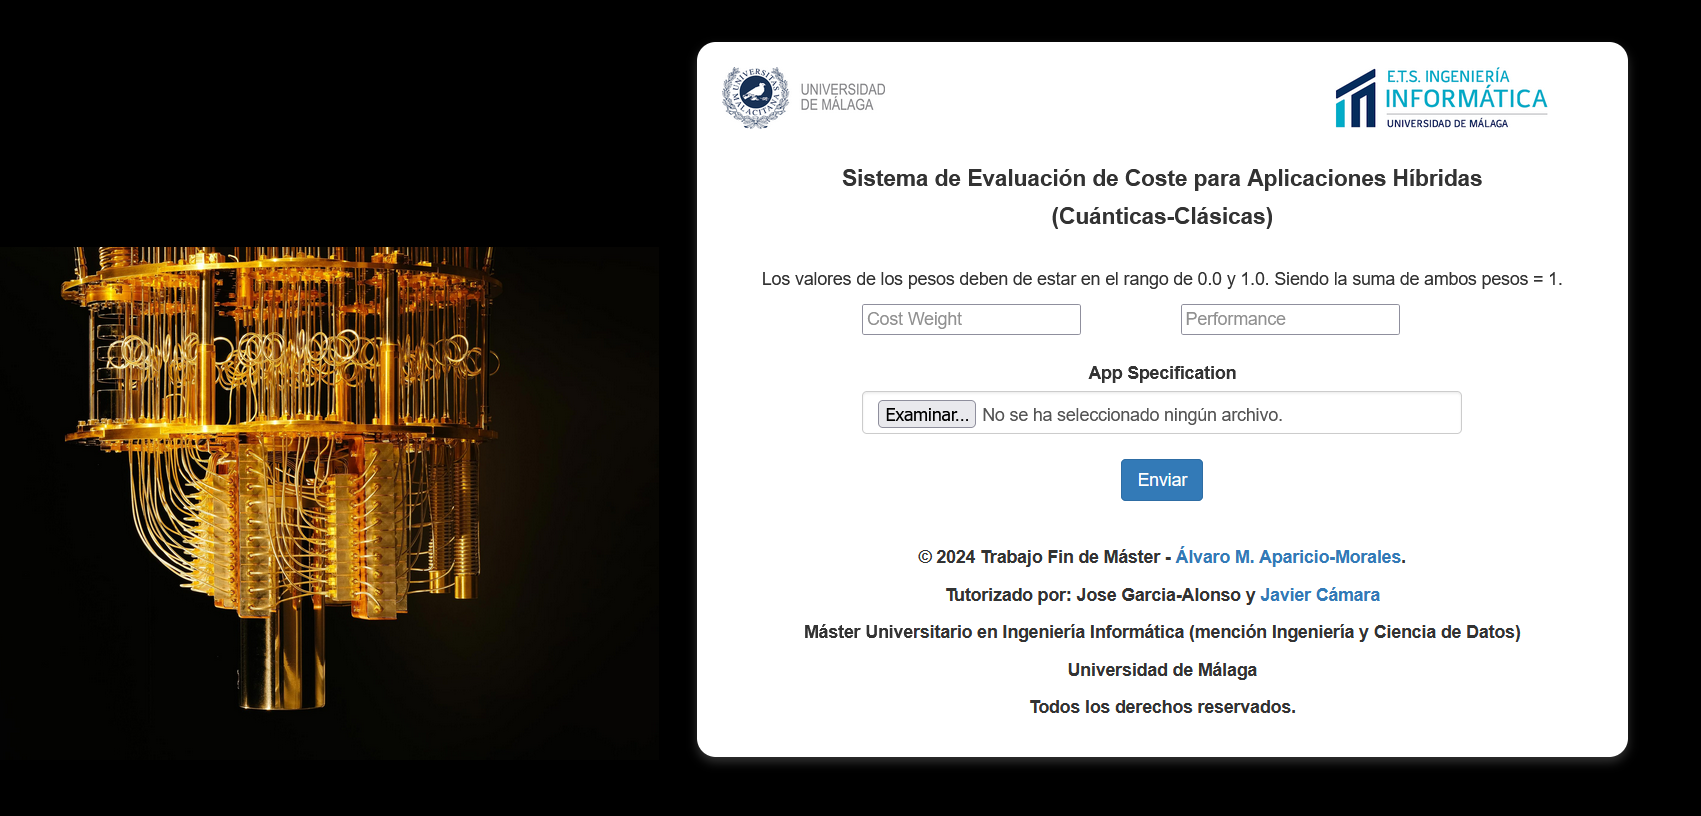 UNIVERSITAS MALACITANA
UNIVERSIDAD
DE MÁLAGA
E.T.S. INGENIERÍA
INFORMÁTICA
UNIVERSIDAD DE MÁLAGA
Sistema de Evaluación de Coste para Aplicaciones Híbridas
(Cuánticas-Clásicas)
Los valores de los pesos deben de estar en el rango de 0.0 y 1.0. Siendo la suma de ambos pesos = 1.
Cost Weight
Performance
App Specification
Examinar... No se ha seleccionado ningún archivo.
Enviar
© 2024 Trabajo Fin de Máster - Álvaro M. Aparicio-Morales.
Tutorizado por: Jose Garcia-Alonso y Javier Cámara
Máster Universitario en Ingeniería Informática (mención Ingeniería y Ciencia de Datos)
Universidad de Málaga
Todos los derechos reservados.